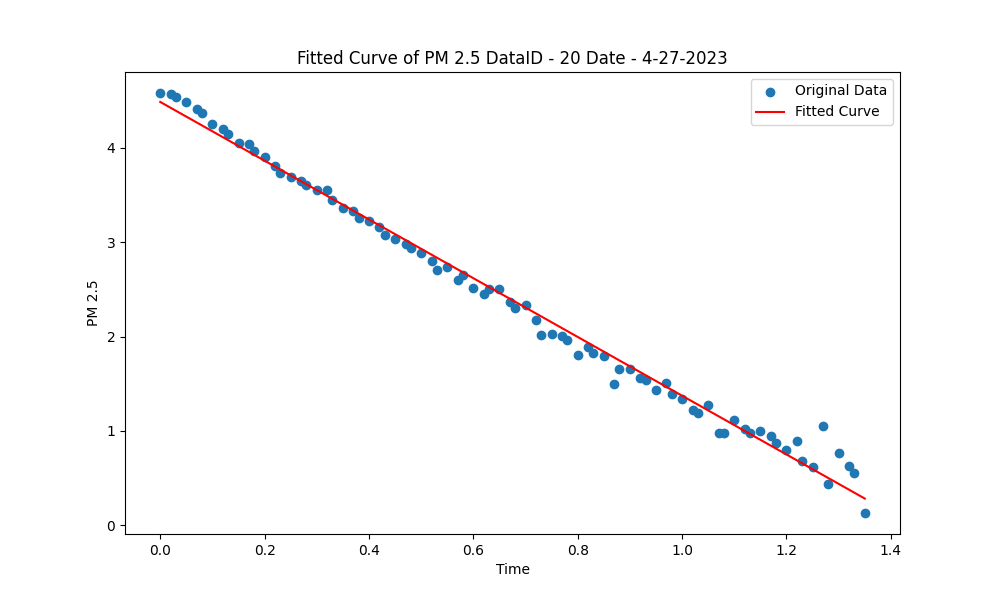 Fitted Curve of PM 2.5 DataID - 20 Date - 4-27-2023
Original Data
Fitted Curve
4
3
2
1
0
PM 2.5
0.0 0.2 0.4 0.6 0.8 1.0 1.2 1.4
Time